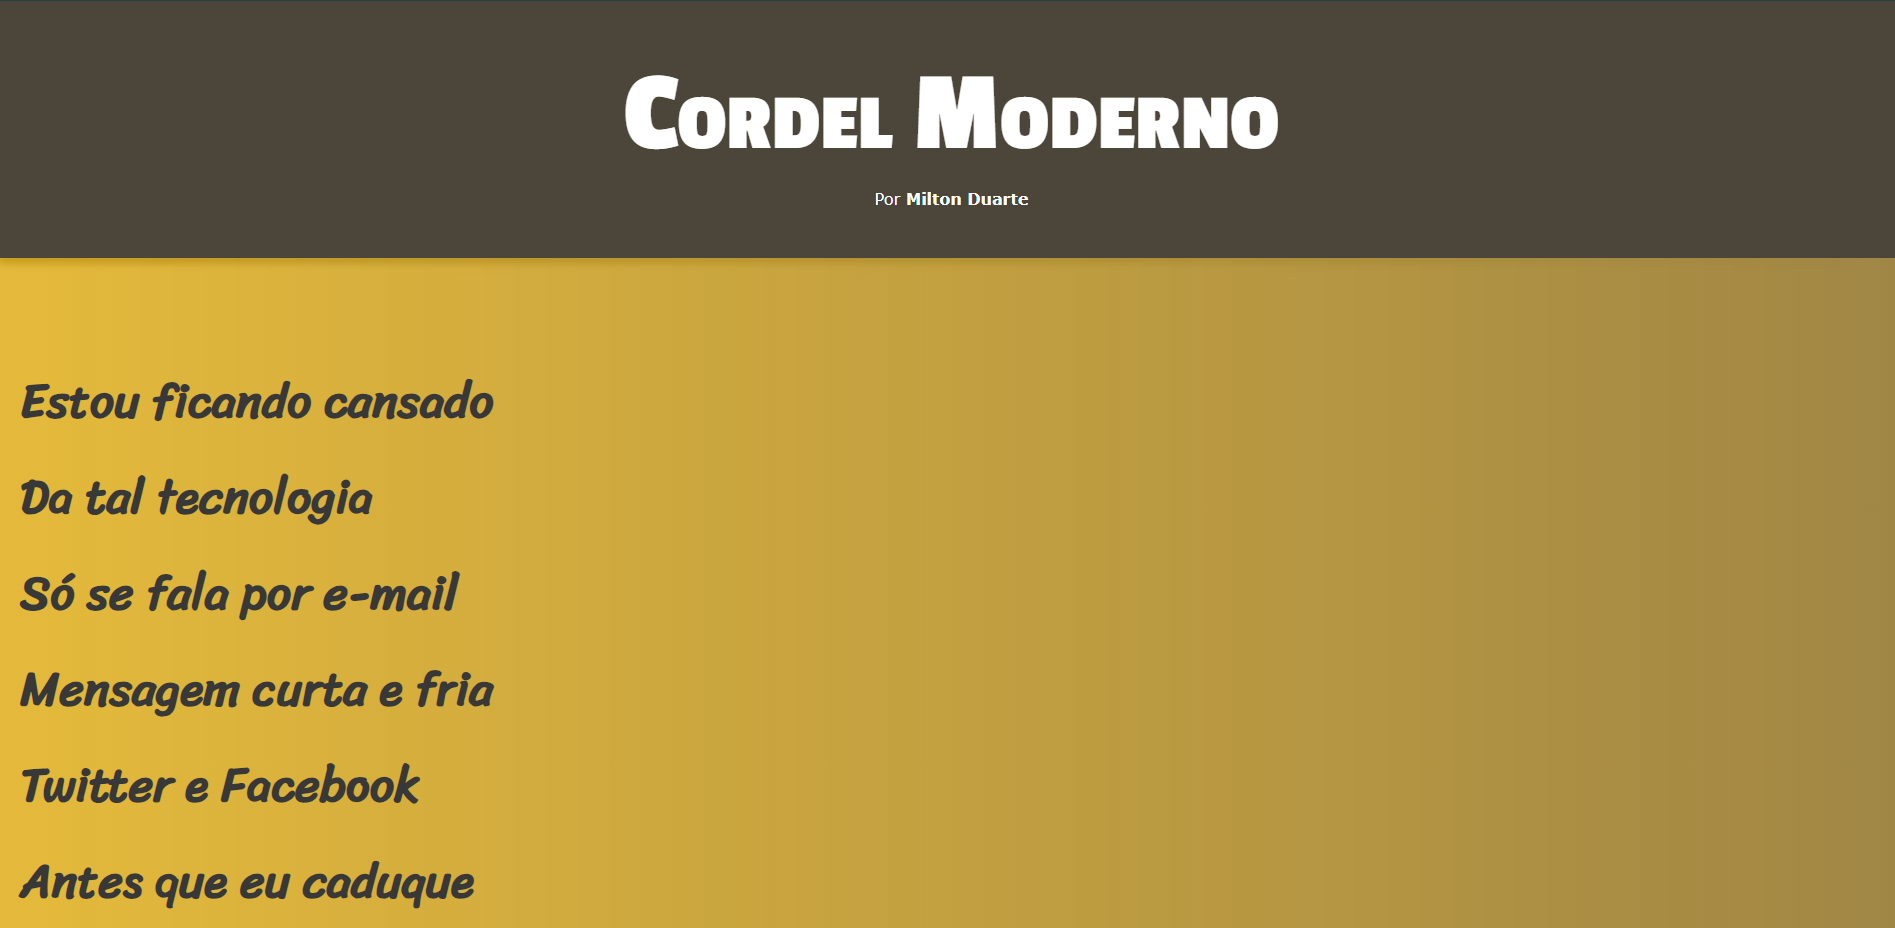 Cordel Moderno
Por Milton Duarte
Estou ficando cansado
Da tal tecnologia
Só se fala por e-mail
Mensagem curta e fria
Twitter e Facebook
Antes que eu caduque